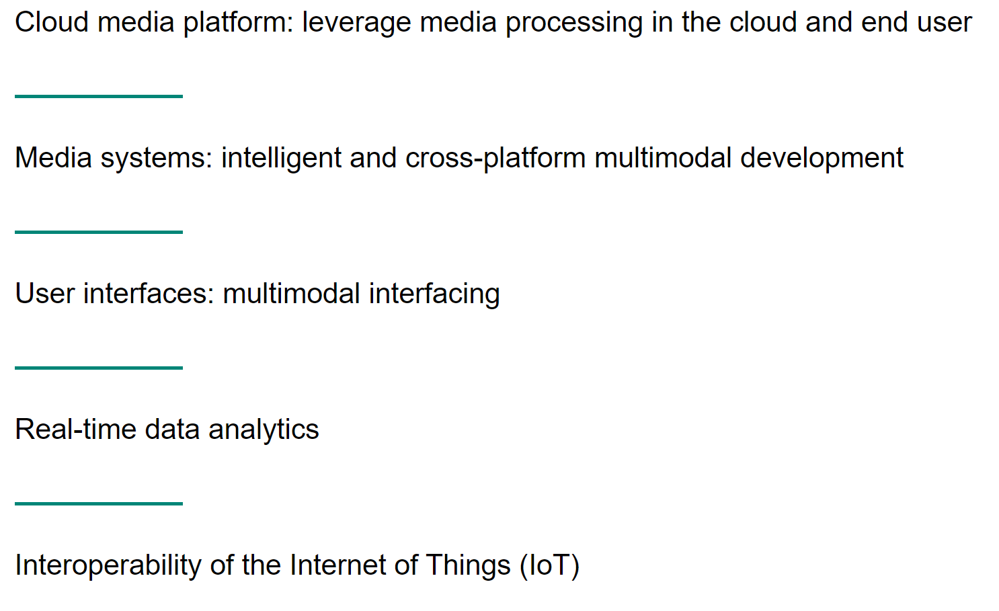 Cloud media platform: leverage media processing in the cloud and end user
Media systems: intelligent and cross-platform multimodal development
User interfaces: multimodal interfacing
Real-time data analytics
Interoperability of the Internet of Things (IoT)